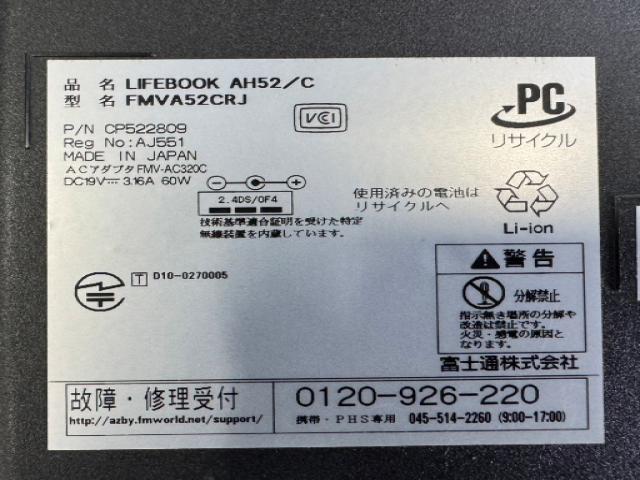 品 名 LIFEBOOK AH52/C
型 名 FMVA52CRJ
P/N CP522809
Reg No:AJ551
MADE IN JAPAN
ACアダプタ FMV-AC320C
DC19V 3.16A 60W
VCCI
2.4DS/OF4
技術基準適合証明を受けた特定
無線装置を内蔵しています。
T D10-0270005
PC
リサイクル
使用済みの電池は
リサイクルへ
Li-ion
警告
分解禁止
指示無き場所の分解や
改造は禁止です。
火災・感電の原因と
なります。
富士通株式会社
故障・修理受付
http://azby.fmworld.net/support/
0120-926-220
携帯・PHS専用 045-514-2260 (9:00-17:00)